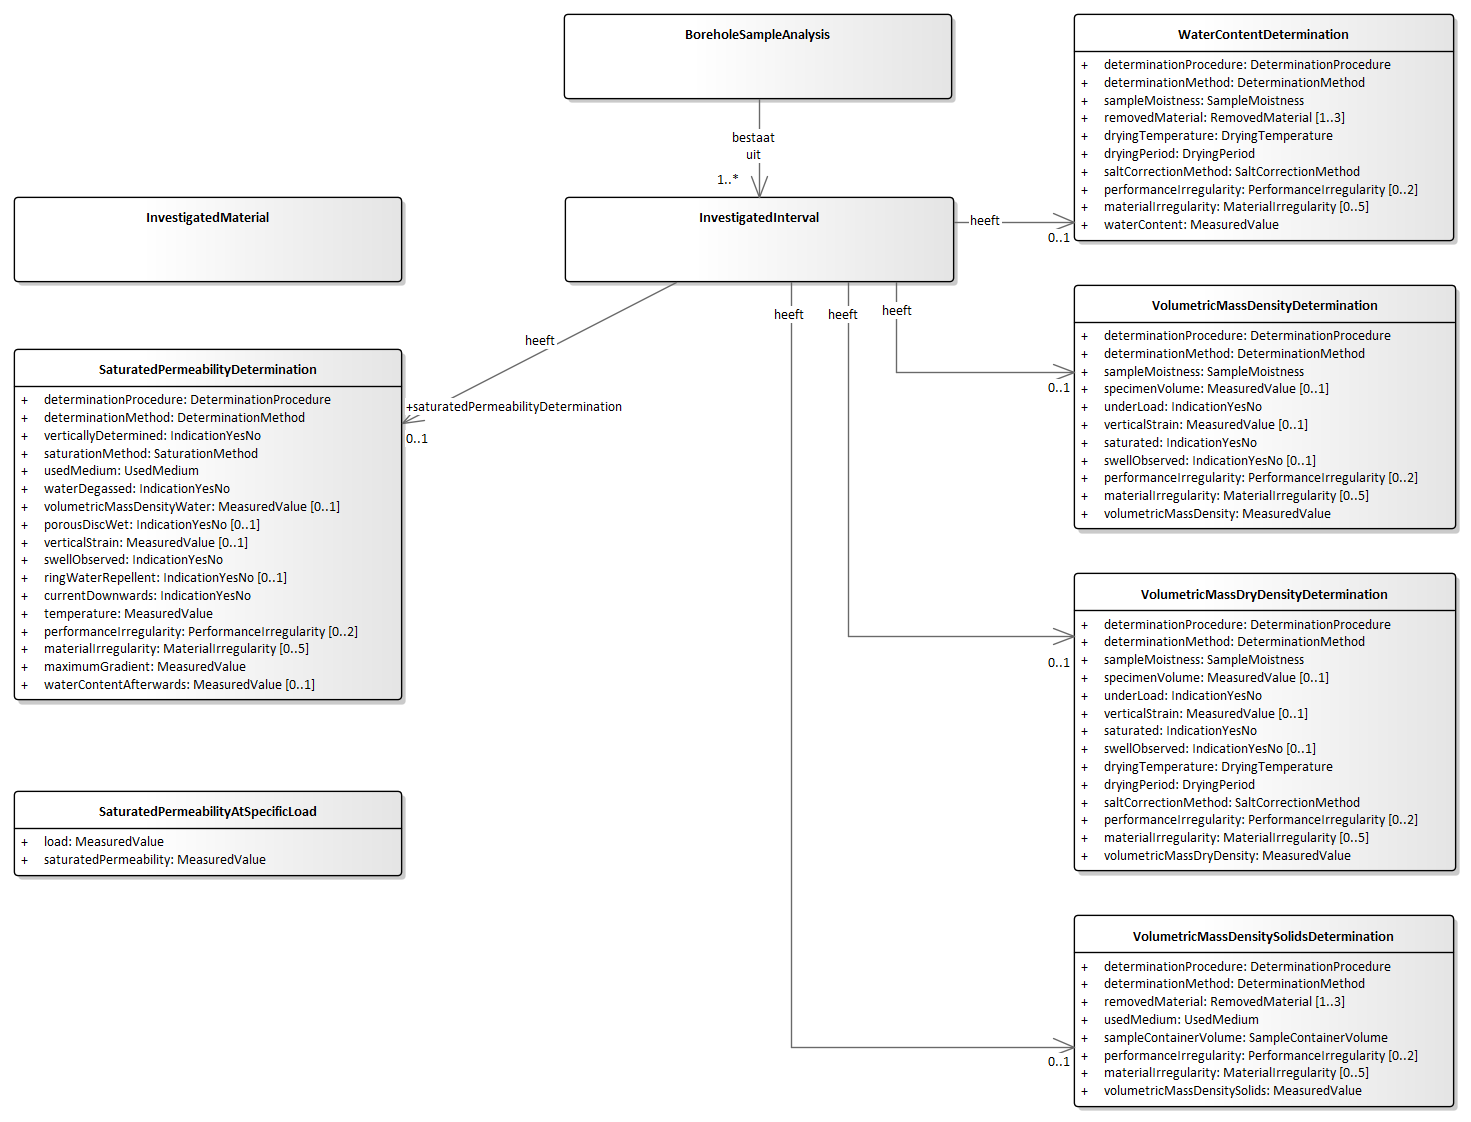 BoreholeSampleAnalysis
bestaat
uit
1..*
InvestigatedInterval
InvestigatedMaterial
heeft
0..1
WaterContentDetermination
+ determinationProcedure: DeterminationProcedure
+ determinationMethod: DeterminationMethod
+ sampleMoistness: SampleMoistness
+ removedMaterial: RemovedMaterial [1..3]
+ dryingTemperature: DryingTemperature
+ dryingPeriod: DryingPeriod
+ saltCorrectionMethod: SaltCorrectionMethod
+ performanceIrregularity: PerformanceIrregularity [0..2]
+ materialIrregularity: MaterialIrregularity [0..5]
+ waterContent: MeasuredValue
heeft
heeft
heeft
heeft
+saturatedPermeabilityDetermination
0..1
SaturatedPermeabilityDetermination
+ determinationProcedure: DeterminationProcedure
+ determinationMethod: DeterminationMethod
+ verticallyDetermined: IndicationYesNo
+ saturationMethod: SaturationMethod
+ usedMedium: UsedMedium
+ waterDegassed: IndicationYesNo
+ volumetricMassDensityWater: MeasuredValue [0..1]
+ porousDiscWet: IndicationYesNo [0..1]
+ verticalStrain: MeasuredValue [0..1]
+ swellObserved: IndicationYesNo
+ ringWaterRepellent: IndicationYesNo [0..1]
+ currentDownwards: IndicationYesNo
+ temperature: MeasuredValue
+ performanceIrregularity: PerformanceIrregularity [0..2]
+ materialIrregularity: MaterialIrregularity [0..5]
+ maximumGradient: MeasuredValue
+ waterContentAfterwards: MeasuredValue [0..1]
SaturatedPermeabilityAtSpecificLoad
+ load: MeasuredValue
+ saturatedPermeability: MeasuredValue
0..1
VolumetricMassDensityDetermination
+ determinationProcedure: DeterminationProcedure
+ determinationMethod: DeterminationMethod
+ sampleMoistness: SampleMoistness
+ specimenVolume: MeasuredValue [0..1]
+ underLoad: IndicationYesNo
+ verticalStrain: MeasuredValue [0..1]
+ saturated: IndicationYesNo
+ swellObserved: IndicationYesNo [0..1]
+ performanceIrregularity: PerformanceIrregularity [0..2]
+ materialIrregularity: MaterialIrregularity [0..5]
+ volumetricMassDensity: MeasuredValue
0..1
VolumetricMassDryDensityDetermination
+ determinationProcedure: DeterminationProcedure
+ determinationMethod: DeterminationMethod
+ sampleMoistness: SampleMoistness
+ specimenVolume: MeasuredValue [0..1]
+ underLoad: IndicationYesNo
+ verticalStrain: MeasuredValue [0..1]
+ saturated: IndicationYesNo
+ swellObserved: IndicationYesNo [0..1]
+ dryingTemperature: DryingTemperature
+ dryingPeriod: DryingPeriod
+ saltCorrectionMethod: SaltCorrectionMethod
+ performanceIrregularity: PerformanceIrregularity [0..2]
+ materialIrregularity: MaterialIrregularity [0..5]
+ volumetricMassDryDensity: MeasuredValue
0..1
VolumetricMassDensitySolidsDetermination
+ determinationProcedure: DeterminationProcedure
+ determinationMethod: DeterminationMethod
+ removedMaterial: RemovedMaterial [1..3]
+ usedMedium: UsedMedium
+ sampleContainerVolume: SampleContainerVolume
+ performanceIrregularity: PerformanceIrregularity [0..2]
+ materialIrregularity: MaterialIrregularity [0..5]
+ volumetricMassDensitySolids: MeasuredValue